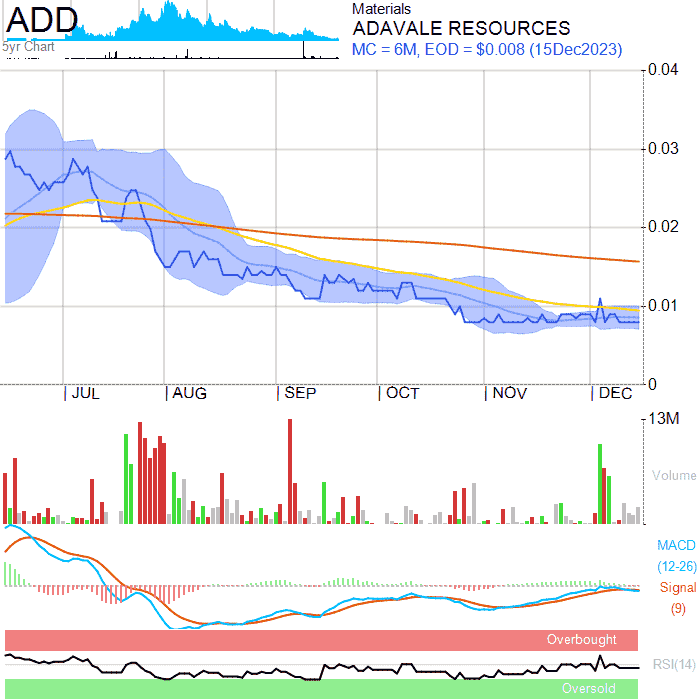 ADD
5yr Chart
Materials
ADAVALE RESOURCES
MC = 6M, EOD = $0.008 (15Dec2023)
0.04
0.03
0.02
0.01
0
JUL AUG SEP OCT NOV DEC
13M
Volume
MACD
(12-26)
Signal
(9)
Overbought
RSI(14)
Oversold